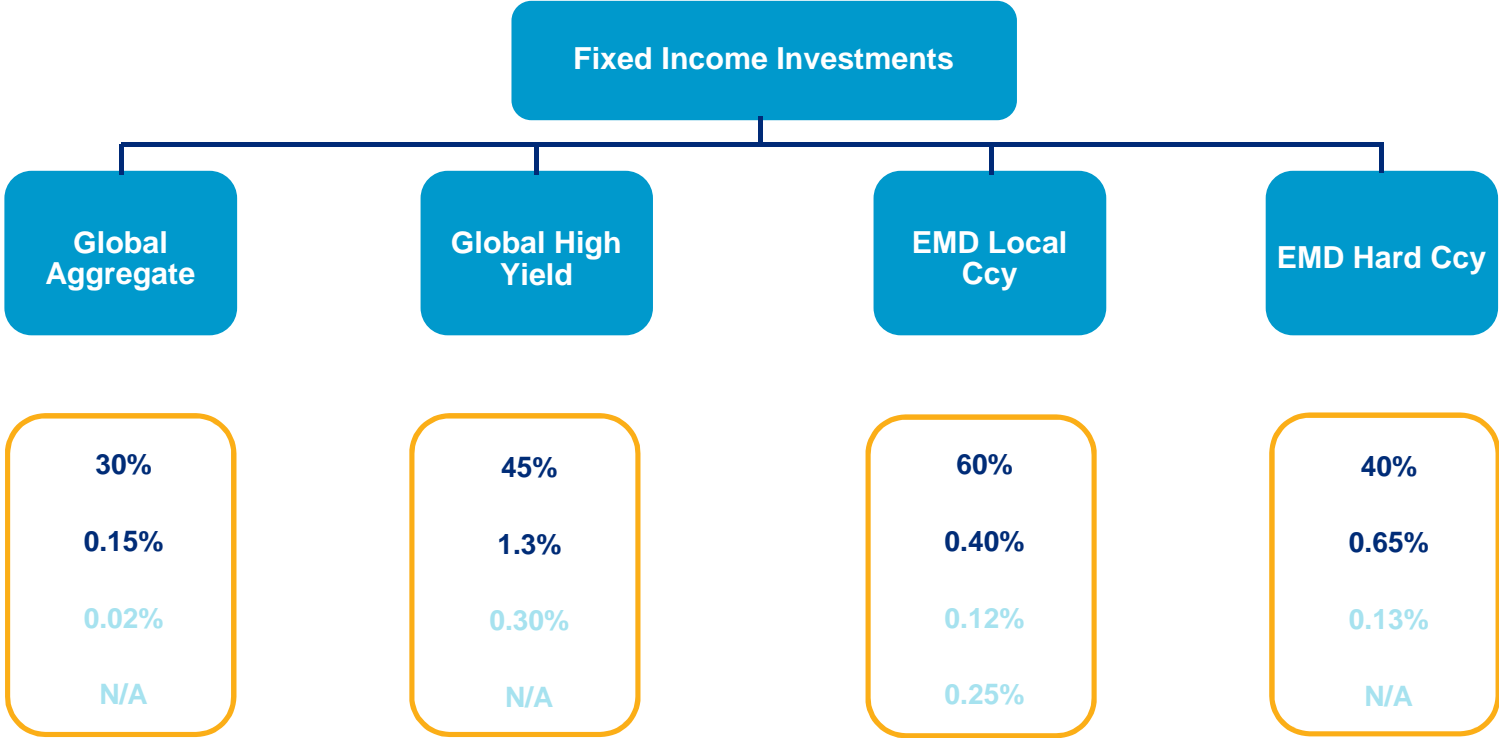 Fixed Income Investments
Global
Aggregate
Global High
Yield
EMD Local
Ccy
EMD Hard Ccy
30%
0.15%
0.02%
N/A
45%
1.3%
0.30%
N/A
60%
0.40%
0.12%
0.25%
40%
0.65%
0.13%
N/A